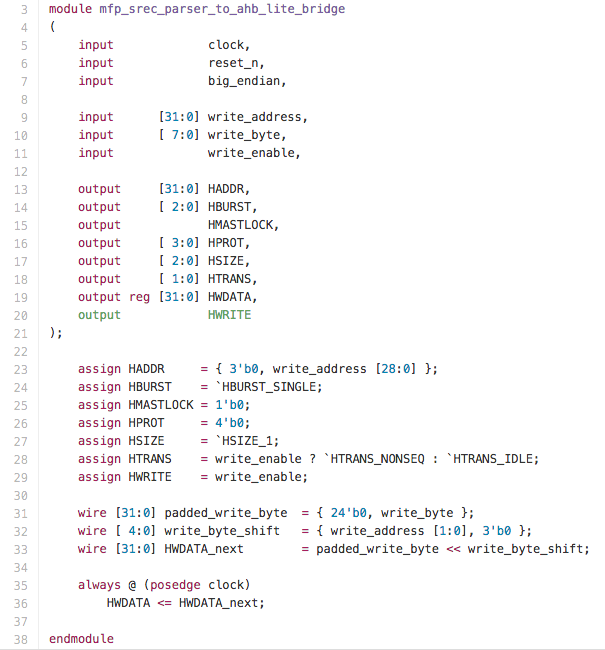 3 module mfp_srec_parser_to_ahb_lite_bridge
4 (
5     input             clock,
6     input             reset_n,
7     input             big_endian,
8
9     input      [31:0] write_address,
10     input      [ 7:0] write_byte,
11     input             write_enable,
12
13     output     [31:0] HADDR,
14     output     [ 2:0] HBURST,
15     output            HMASTLOCK,
16     output     [ 3:0] HPROT,
17     output     [ 2:0] HSIZE,
18     output     [ 1:0] HTRANS,
19     output reg [31:0] HWDATA,
20     output            HWRITE
21 );
22
23     assign HADDR     = { 3'b0, write_address [28:0] };
24     assign HBURST    = `HBURST_SINGLE;
25     assign HMASTLOCK = 1'b0;
26     assign HPROT     = 4'b0;
27     assign HSIZE     = `HSIZE_1;
28     assign HTRANS    = write_enable ? `HTRANS_NONSEQ : `HTRANS_IDLE;
29     assign HWRITE    = write_enable;
30
31     wire [31:0] padded_write_byte  = { 24'b0, write_byte };
32     wire [ 4:0] write_byte_shift   = { write_address [1:0], 3'b0 };
33     wire [31:0] HWDATA_next        = padded_write_byte << write_byte_shift;
34
35     always @ (posedge clock)
36         HWDATA <= HWDATA_next;
37
38 endmodule